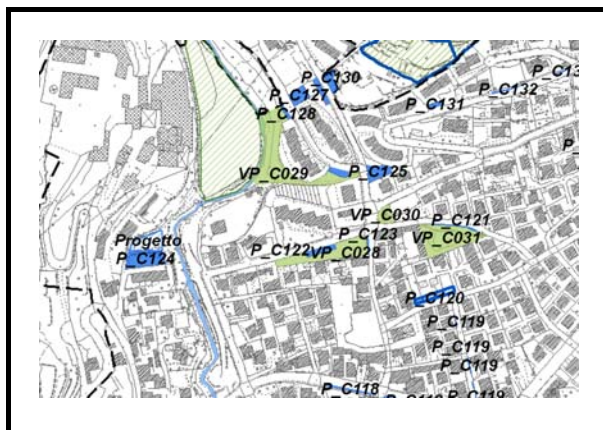 P_C130
P_C127
P_C128
P_C131
P_C132
P_C13
P_
VP_C029
P_C125
VP_C030
P_C121
P_C123
VP_C031
P_C122
VP_C028
Progetto
P_C124
P_C120
P_C119
P_C119
P_C119
P_C118
P_C119